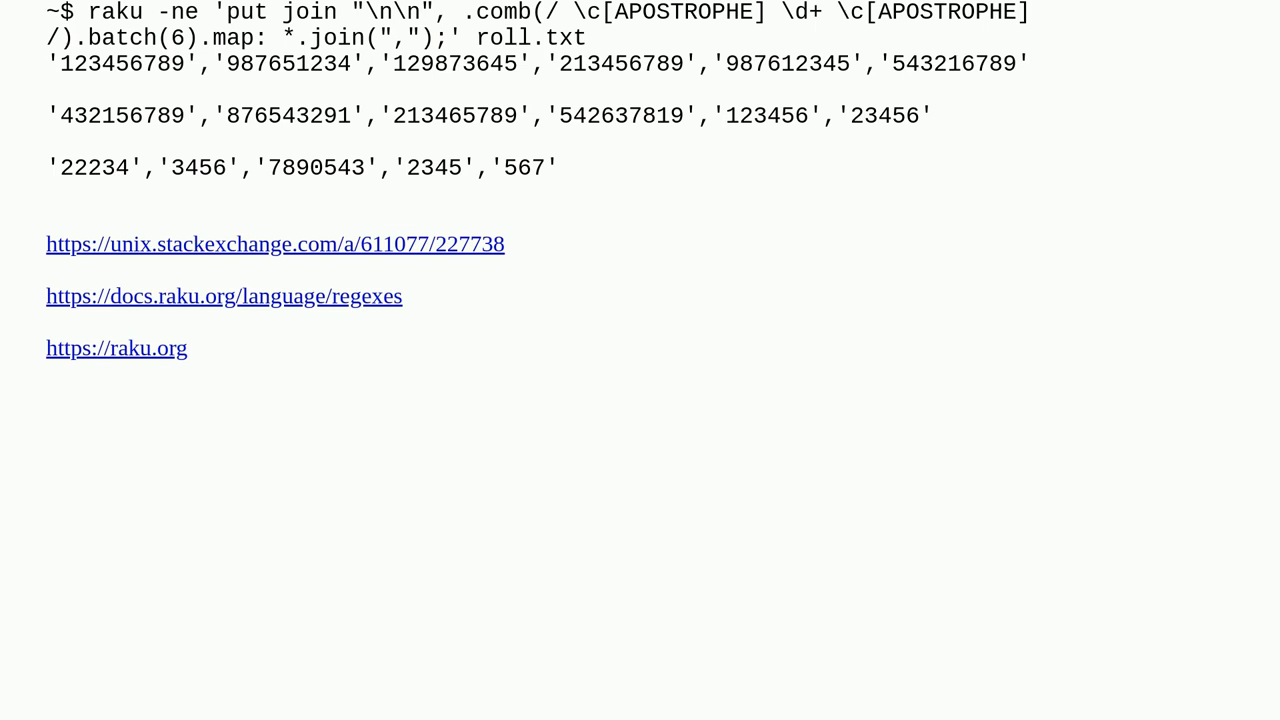 ~$ raku -ne 'put join "\n\n", .comb(/ \c[APOSTROPHE] \d+ \c[APOSTROPHE]
/).batch(6).map: *.join(",");' roll.txt
'123456789','987651234','129873645','213456789','987612345','543216789'
'432156789','876543291','213465789','542637819','123456','23456'
'22234','3456','7890543','2345','567'
https://unix.stackexchange.com/a/611077/227738
https://docs.raku.org/language/regexes
https://raku.org